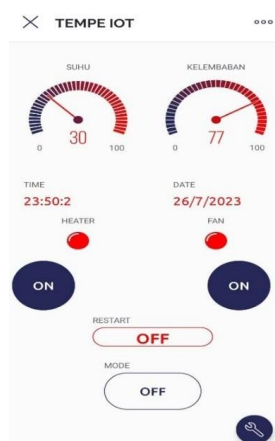 TEMPE IOT
SUHU KELEMBABAN
30 77
0 100 0 100
TIME DATE
23:50:2 26/7/2023
HEATER FAN
ON ON
RESTART
OFF
MODE
OFF